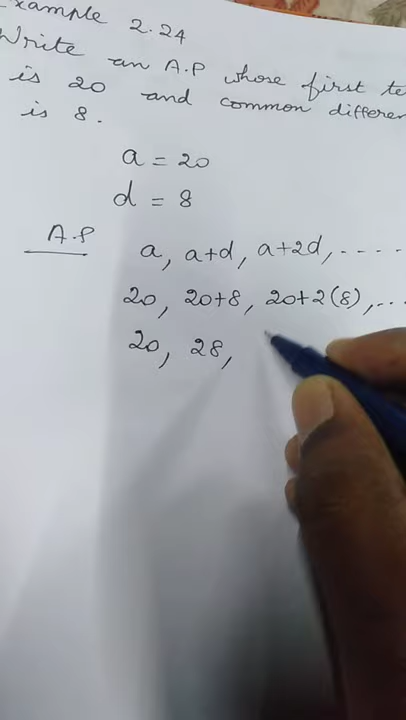 Example 2.24
Write an A.P whose first te
is 20 and common differen
is 8.
a = 20
d = 8
A.P a, a+d, a+2d, ....
20, 20+8, 20+2(8), ...
20, 28,